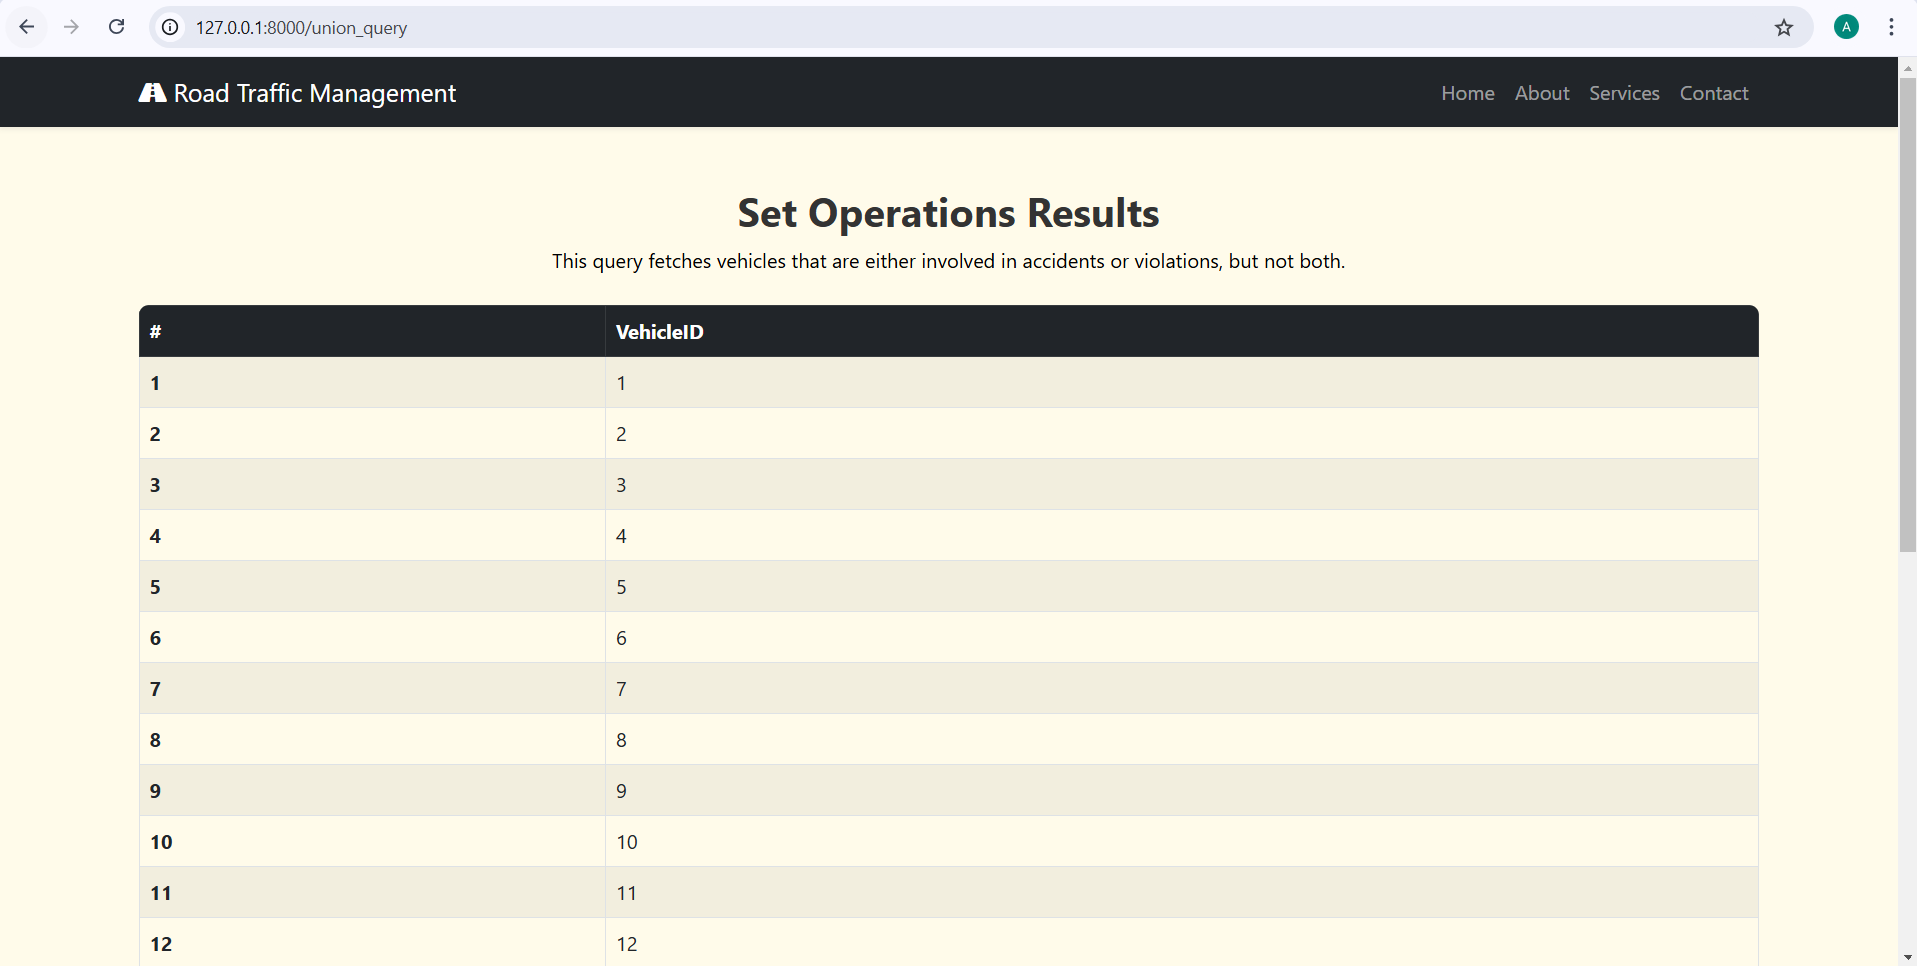 127.0.0.1:8000/union_query
A
Road Traffic Management
Home About Services Contact
Set Operations Results
This query fetches vehicles that are either involved in accidents or violations, but not both.
# VehicleID
1 1
2 2
3 3
4 4
5 5
6 6
7 7
8 8
9 9
10 10
11 11
12 12